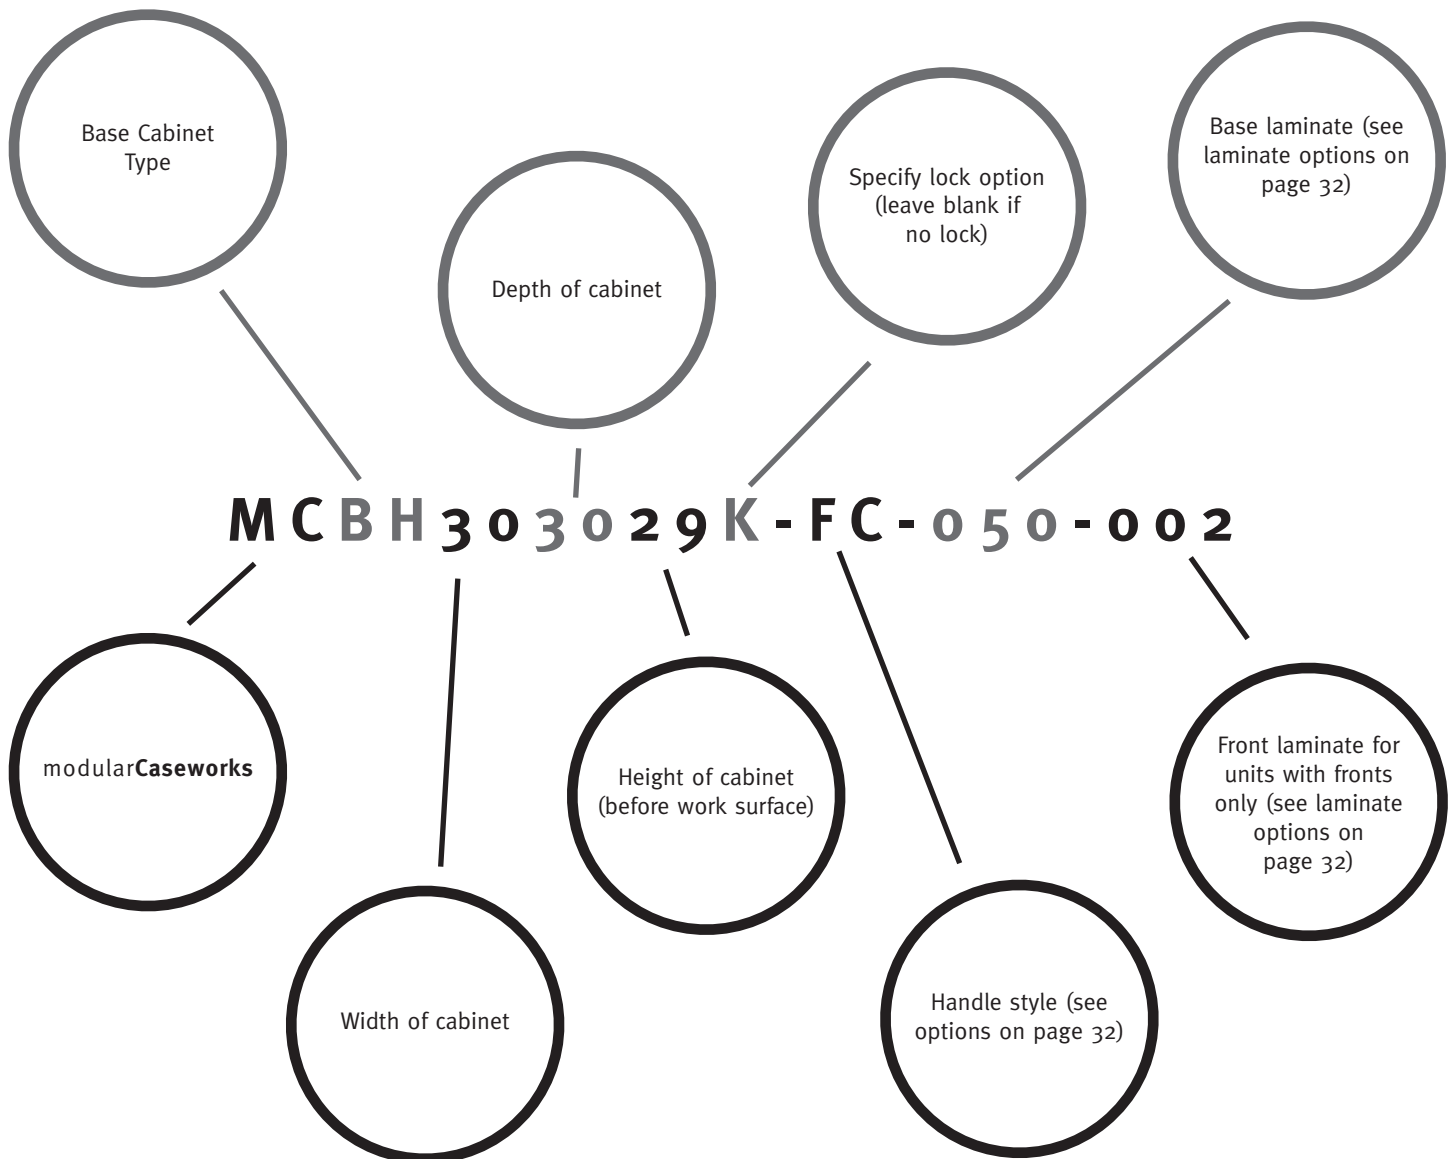 Base Cabinet
Type
Depth of cabinet
Specify lock option
(leave blank if
no lock)
Base laminate (see
laminate options on
page 32)
MCBH303029K-FC-050-002
modularCaseworks
Width of cabinet
Height of cabinet
(before work surface)
Handle style (see
options on page 32)
Front laminate for
units with fronts
only (see laminate
options on
page 32)